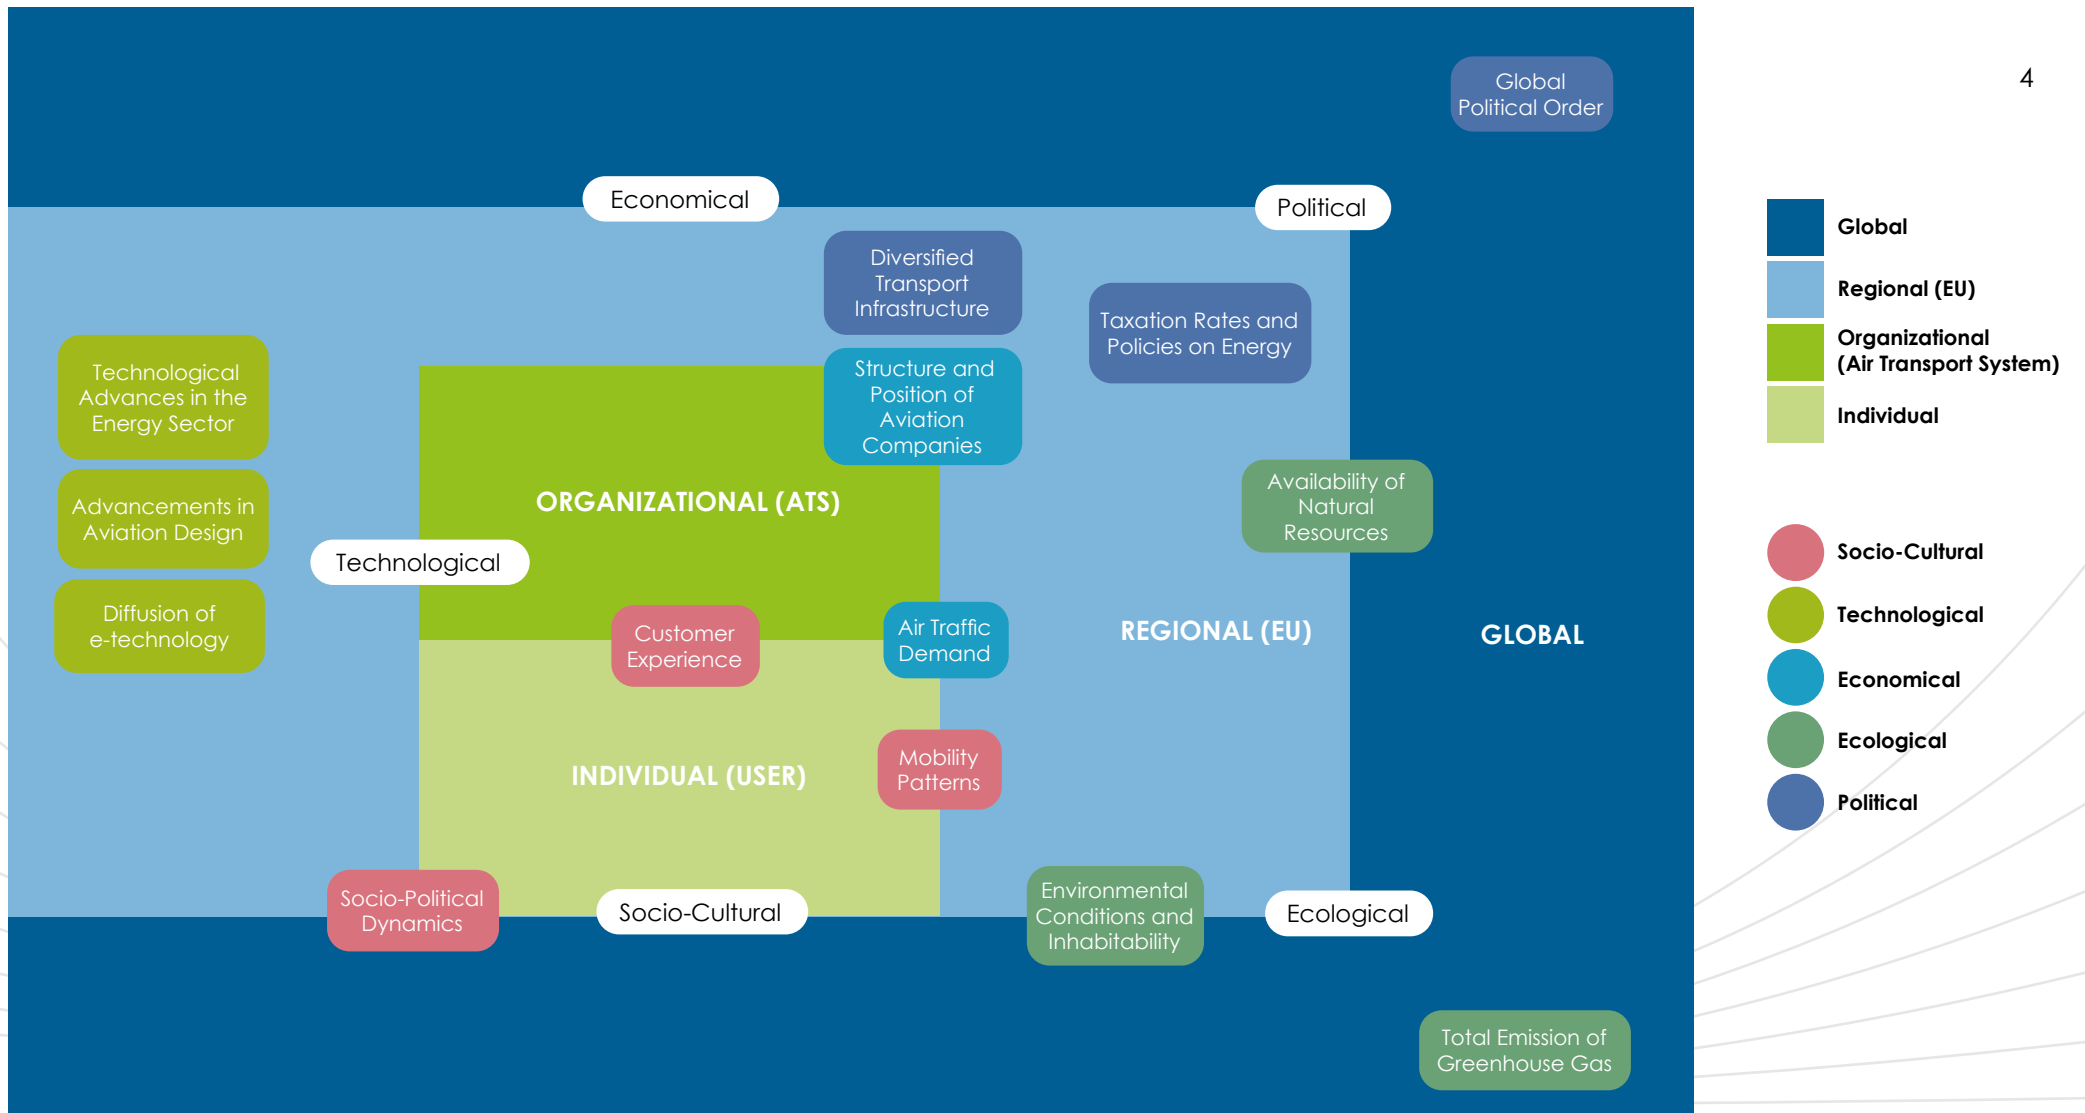 Global
Political Order
4
Economical
Political
Global
Diversified
Transport
Infrastructure
Regional (EU)
Taxation Rates and
Policies on Energy
Organizational
(Air Transport System)
Technological
Advances in the
Energy Sector
Structure and
Position of
Aviation
Companies
Individual
Advancements in
Aviation Design
ORGANIZATIONAL (ATS)
Availability of
Natural
Resources
Technological
Socio-Cultural
Diffusion of
e-technology
Customer
Experience
Air Traffic
Demand
REGIONAL (EU)
GLOBAL
Technological
Economical
INDIVIDUAL (USER)
Mobility
Patterns
Ecological
Political
Socio-Political
Dynamics
Socio-Cultural
Environmental
Conditions and
Inhabitability
Ecological
Total Emission of
Greenhouse Gas